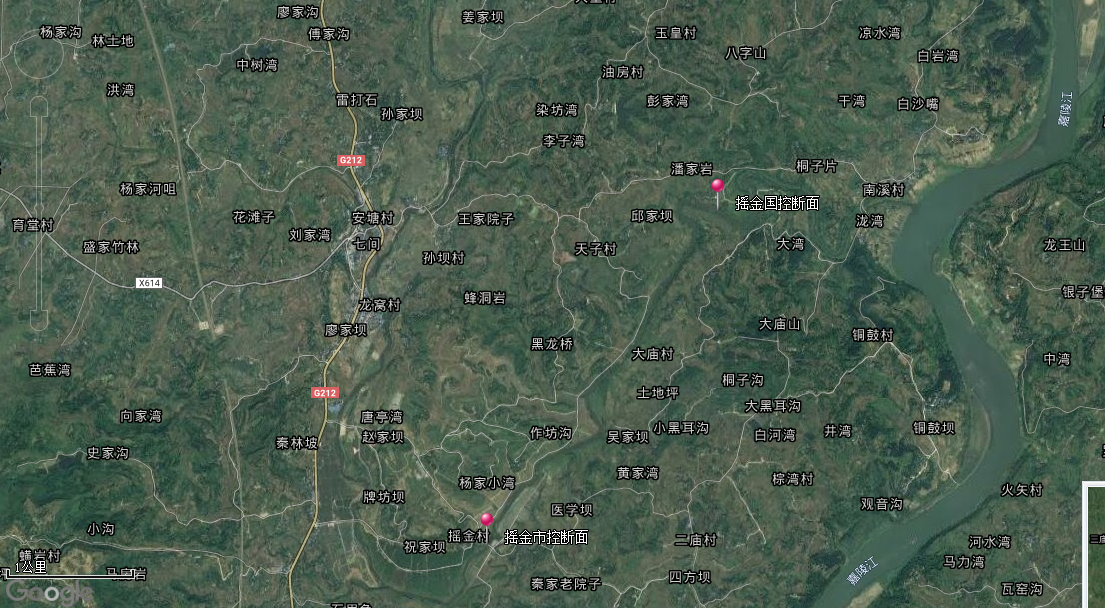 廖家沟
姜家坝
杨家沟
林土地
傅家沟
玉皇村
八字山
凉水湾
白岩湾
中树湾
油房村
洪湾
雷打石
孙家坝
染坊湾
彭家湾
干湾
白沙嘴
嘉陵江
李子湾
G212
潘家岩
桐子片
杨家河咀
南溪村
摇金国控断面
育堂村
花滩子
安塘村
王家院子
邱家坝
泷湾
刘家湾
七间
盛家竹林
天子村
大湾
龙王山
孙坝村
X614
银子堡
蜂洞岩
龙窝村
廖家坝
大庙山
铜鼓村
黑龙桥
大庙村
中湾
芭蕉湾
桐子沟
G212
土地坪
大黑耳沟
向家湾
唐亭湾
赵家坝
作坊沟
吴家坝
小黑耳沟
白河湾
井湾
铜鼓坝
秦林坡
史家沟
黄家湾
杨家小湾
棕湾村
牌坊坝
火矢村
观音沟
医学坝
小沟
摇金村
摇金市控断面
二庙村
祝家坝
河水湾
马力湾
蟥岩村
1公里
嘉陵江
四方坝
秦家老院子
瓦窑沟
Google